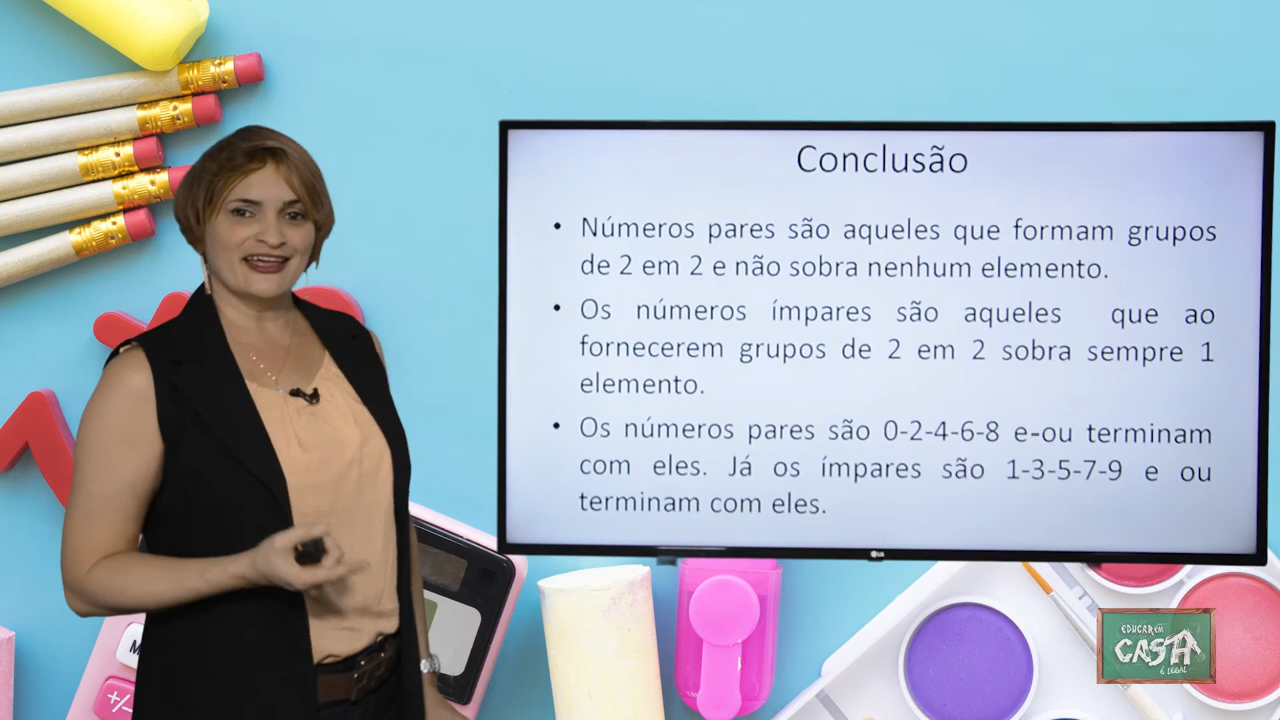 Conclusão
• Números pares são aqueles que formam grupos
de 2 em 2 e não sobra nenhum elemento.
• Os números ímpares são aqueles que ao
fornecerem grupos de 2 em 2 sobra sempre 1
elemento.
• Os números pares são 0-2-4-6-8 e-ou terminam
com eles. Já os ímpares são 1-3-5-7-9 e ou
terminam com eles.
LG
EDUCAR EM
CASA
É LEGAL
M
+/-